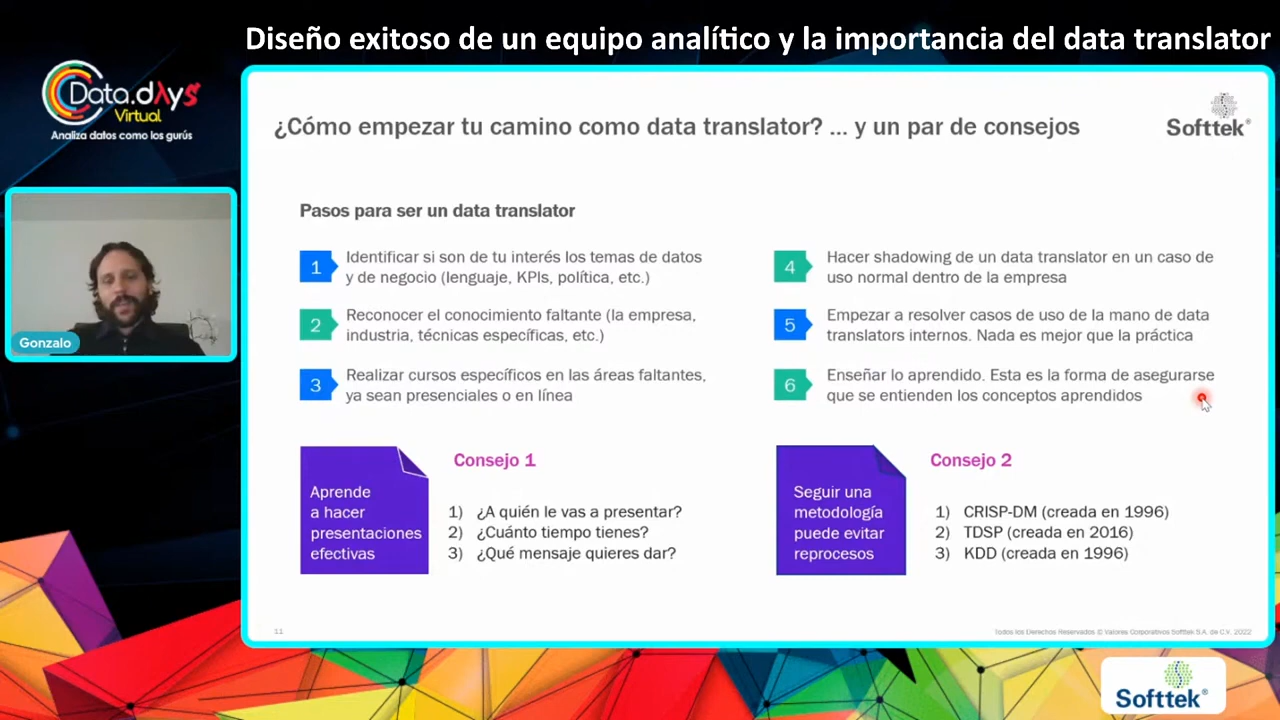 Diseño exitoso de un equipo analítico y la importancia del data translator
Data.dAys
Virtual
Analiza datos como los gurús
Gonzalo
¿Cómo empezar tu camino como data translator? ... y un par de consejos
Softtek®
Pasos para ser un data translator
1 Identificar si son de tu interés los temas de datos
y de negocio (lenguaje, KPIs, política, etc.)
2 Reconocer el conocimiento faltante (la empresa,
industria, técnicas específicas, etc.)
3 Realizar cursos específicos en las áreas faltantes,
ya sean presenciales o en línea
4 Hacer shadowing de un data translator en un caso de
uso normal dentro de la empresa
5 Empezar a resolver casos de uso de la mano de data
translators internos. Nada es mejor que la práctica
6 Enseñar lo aprendido. Esta es la forma de asegurarse
que se entienden los conceptos aprendidos
Aprende
a hacer
presentaciones
efectivas
Consejo 1
1) ¿A quién le vas a presentar?
2) ¿Cuánto tiempo tienes?
3) ¿Qué mensaje quieres dar?
Seguir una
metodología
puede evitar
reprocesos
Consejo 2
1) CRISP-DM (creada en 1996)
2) TDSP (creada en 2016)
3) KDD (creada en 1996)
11
Todos los Derechos Reservados © Valores Corporativos Softtek S.A. de C.V. 2022
Softtek®